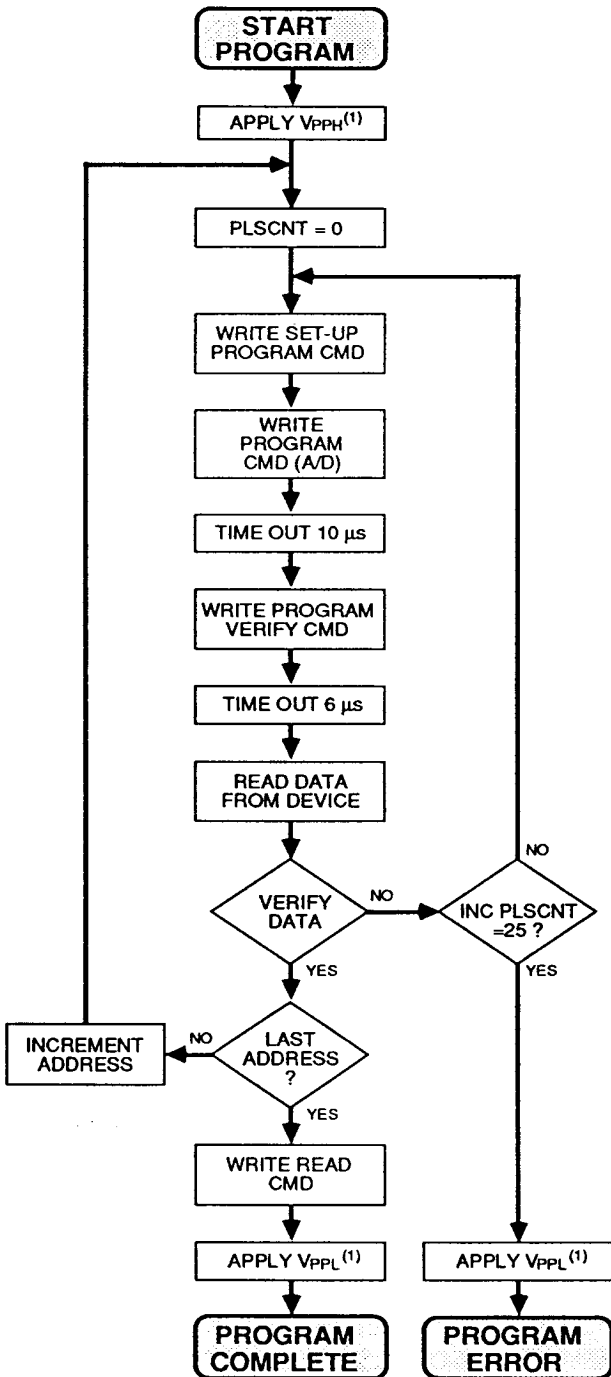 START
PROGRAM
APPLY VPPH(1)
PLSCNT = 0
WRITE SET-UP
PROGRAM CMD
WRITE
PROGRAM
CMD (A/D)
TIME OUT 10 µs
WRITE PROGRAM
VERIFY CMD
TIME OUT 6 µs
READ DATA
FROM DEVICE
VERIFY
DATA
NO
INC PLSCNT
=25 ?
NO
YES
YES
LAST
ADDRESS
?
NO
INCREMENT
ADDRESS
YES
WRITE READ
CMD
APPLY VPPL(1)
APPLY VPPL(1)
PROGRAM
COMPLETE
PROGRAM
ERROR